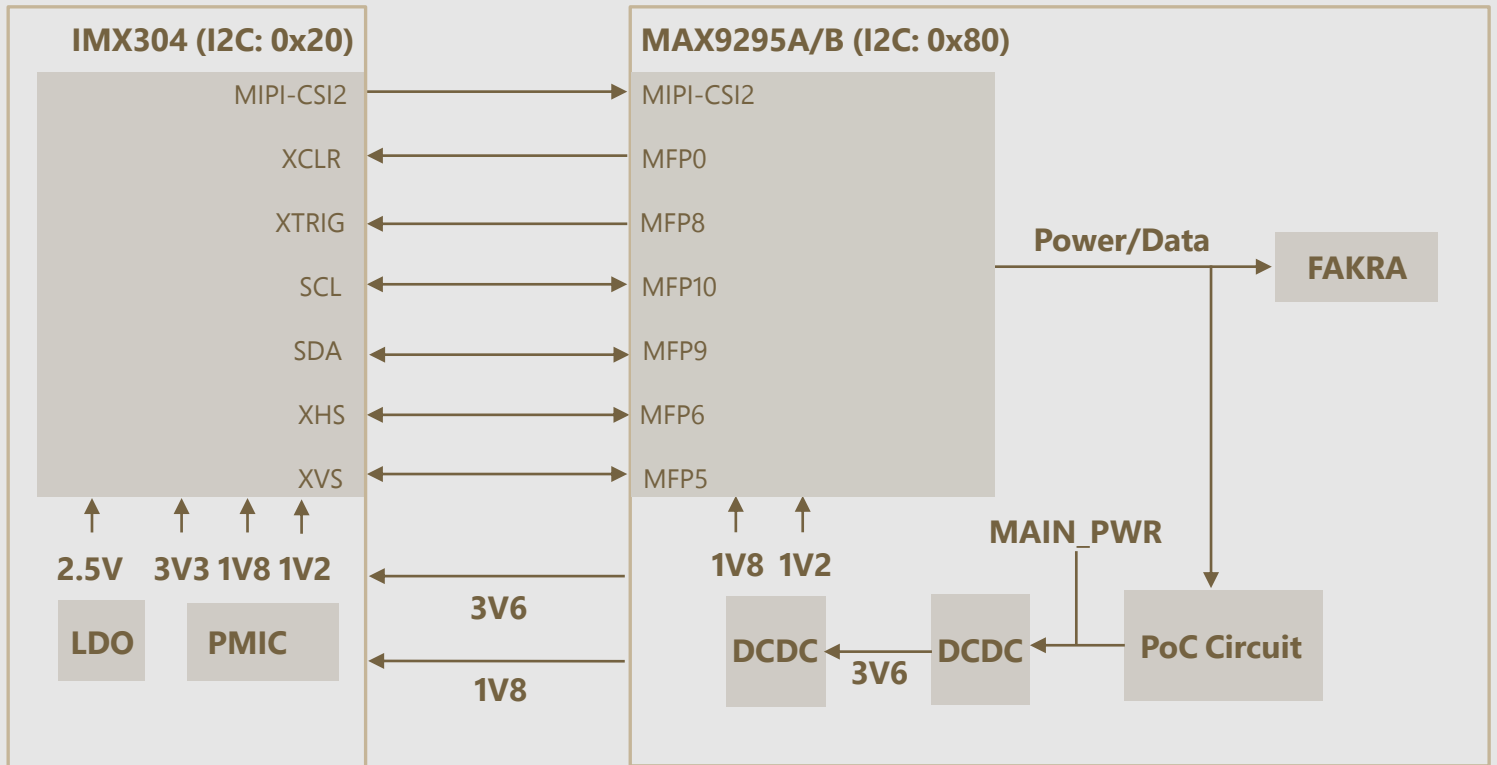 IMX304 (I2C: 0x20)
MIPI-CSI2
XCLR
XTRIG
SCL
SDA
XHS
XVS
2.5V 3V3 1V8 1V2
LDO
PMIC
3V6
1V8
MAX9295A/B (I2C: 0x80)
MIPI-CSI2
MFP0
MFP8
MFP10
MFP9
MFP6
MFP5
1V8 1V2
Power/Data
FAKRA
MAIN_PWR
DCDC
3V6
DCDC
PoC Circuit